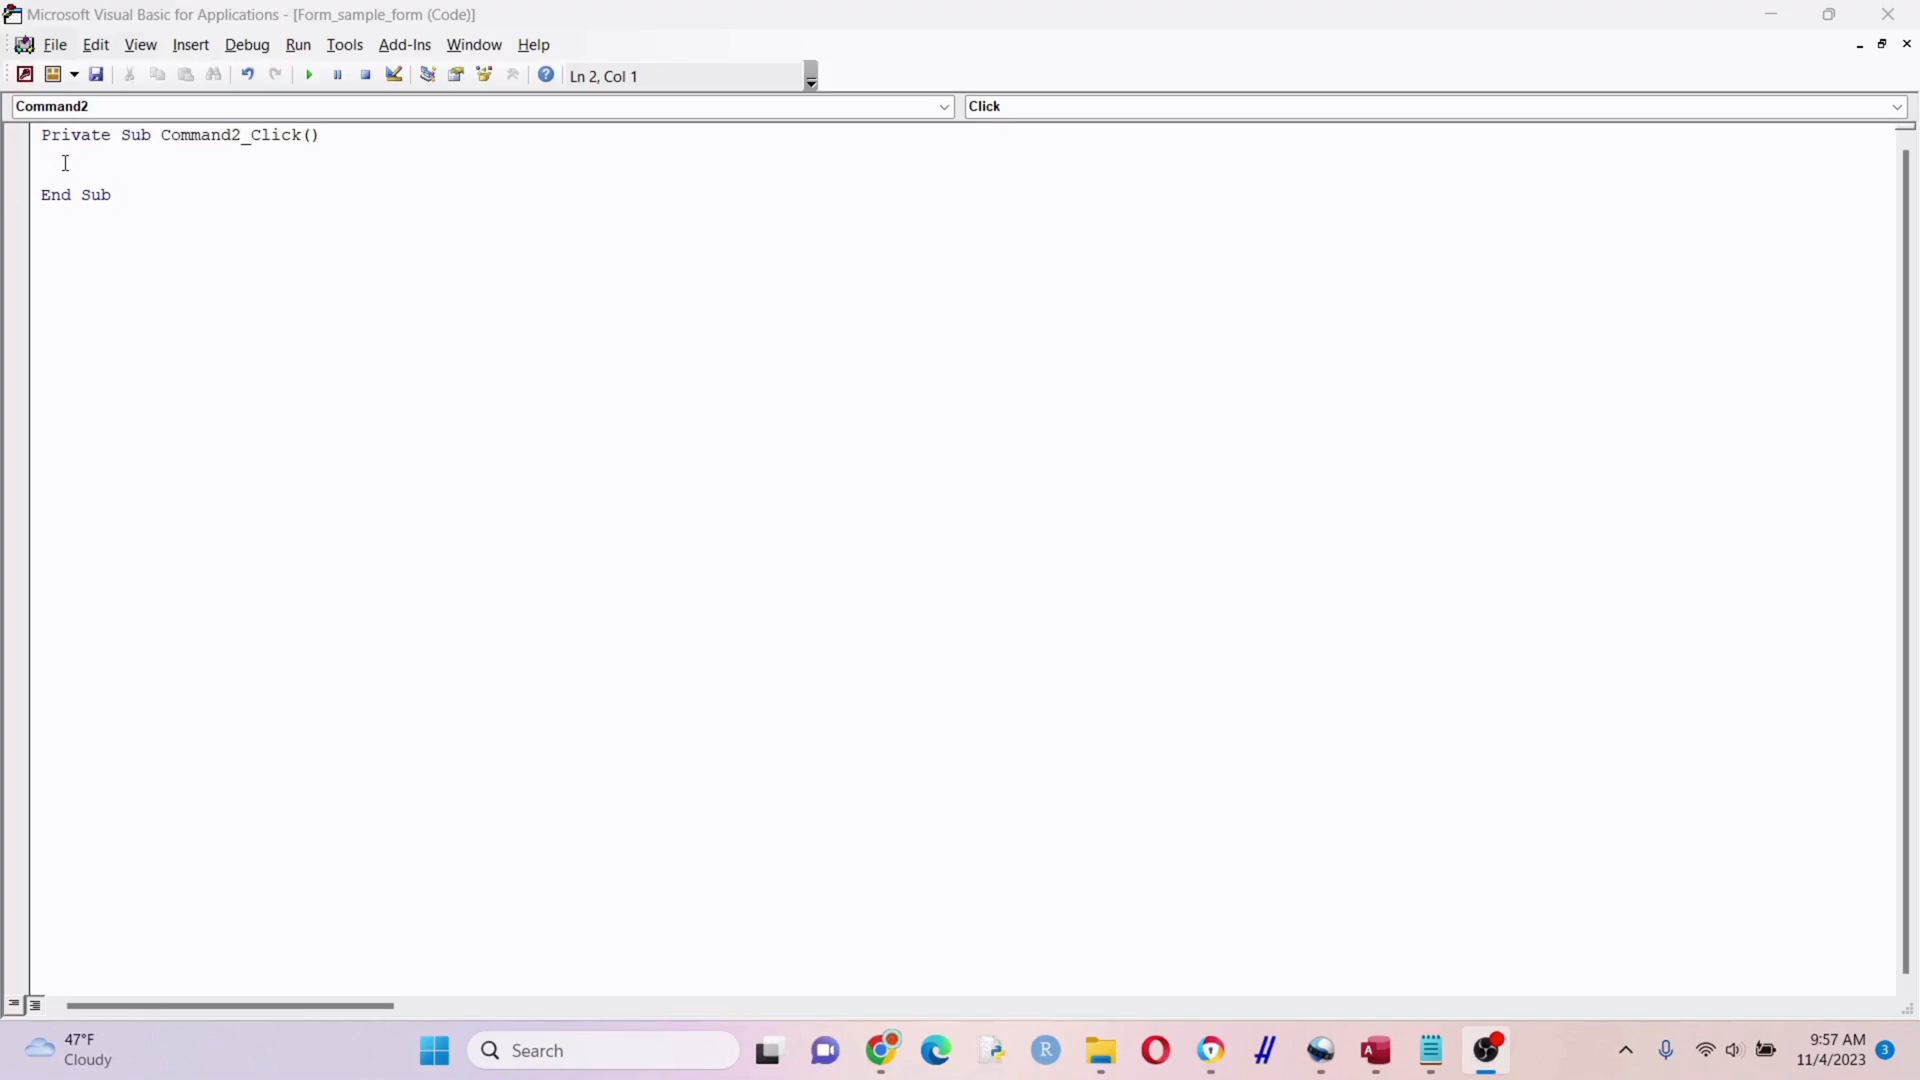 Microsoft Visual Basic for Applications - [Form_sample_form (Code)]
File Edit View Insert Debug Run Tools Add-Ins Window Help
Ln 2, Col 1
Command2 Click
Private Sub Command2_Click()
End Sub
47°F
Cloudy
Search
R
A
9:57 AM
11/4/2023
3